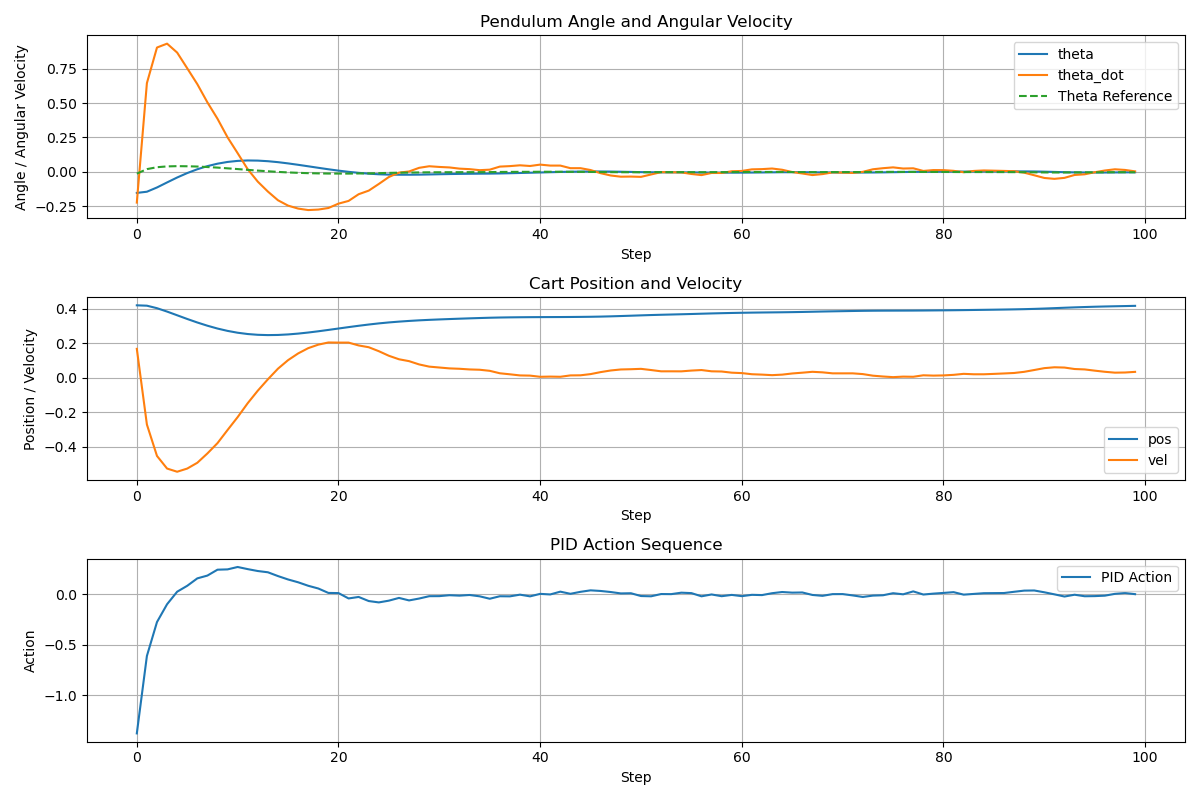 Pendulum Angle and Angular Velocity
Angle / Angular Velocity
0.75
0.50
0.25
0.00
−0.25
theta
theta_dot
Theta Reference
0 20 40 60 80 100
Step
Cart Position and Velocity
Position / Velocity
0.4
0.2
0.0
−0.2
−0.4
pos
vel
0 20 40 60 80 100
Step
PID Action Sequence
Action
0.0
−0.5
−1.0
PID Action
0 20 40 60 80 100
Step